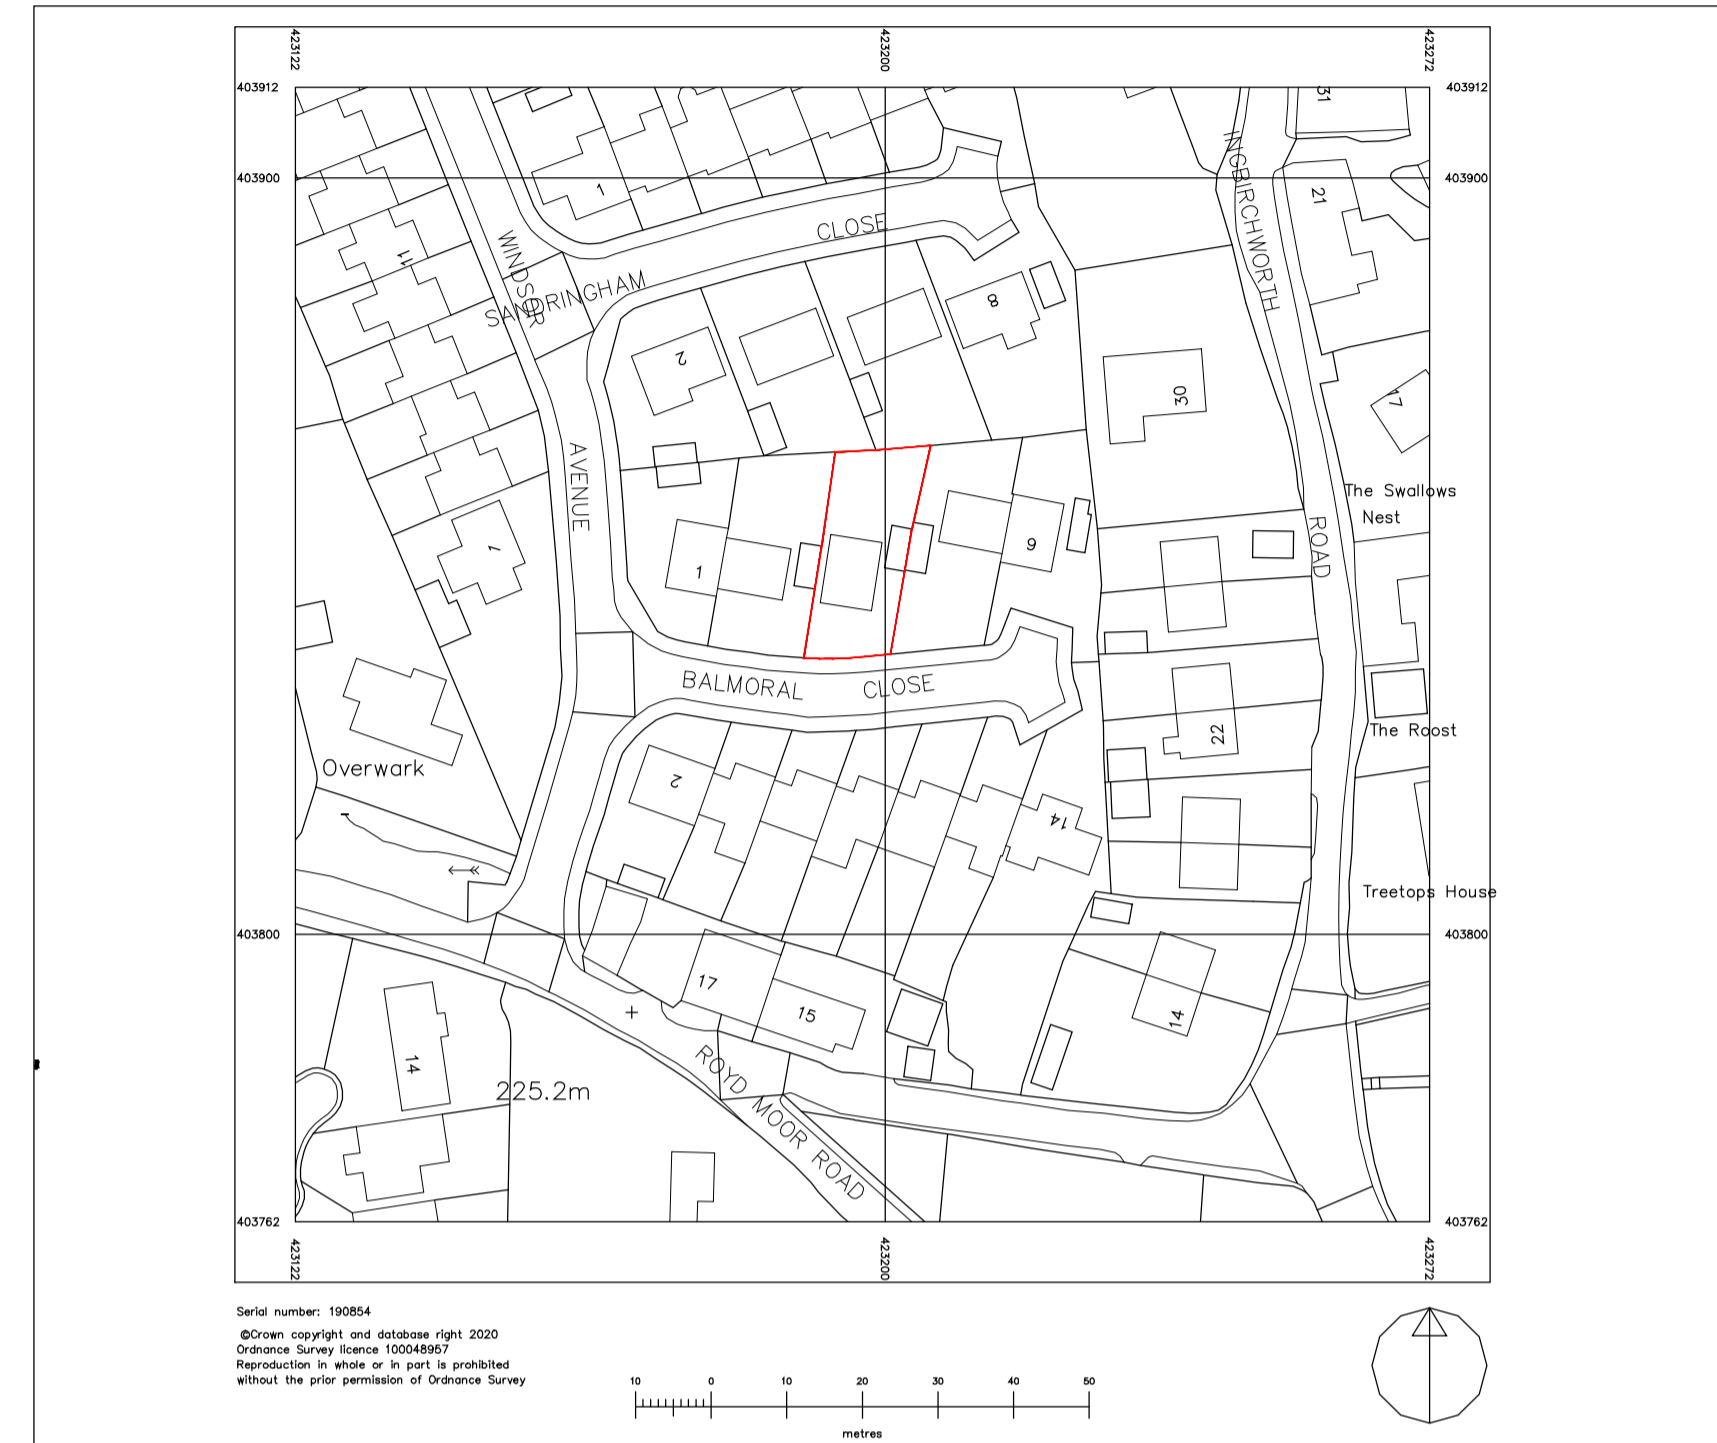 423122
423200
423272
403912
403912
31
INGBIRCHWORTH
403900
403900
1
21
CLOSE
11
WINDSOR
SANDRINGHAM
8
2
30
17
AVENUE
The Swallows
Nest
ROAD
1
9
1
BALMORAL CLOSE
22
The Roost
Overwark
2
14
Treetops House
403800
403800
17
15
14
14
225.2m
ROYD MOOR ROAD
403762
403762
423122
423200
423272
Serial number: 190854
©Crown copyright and database right 2020
Ordnance Survey licence 100048957
Reproduction in whole or in part is prohibited
without the prior permission of Ordnance Survey
10 0 10 20 30 40 50
metres